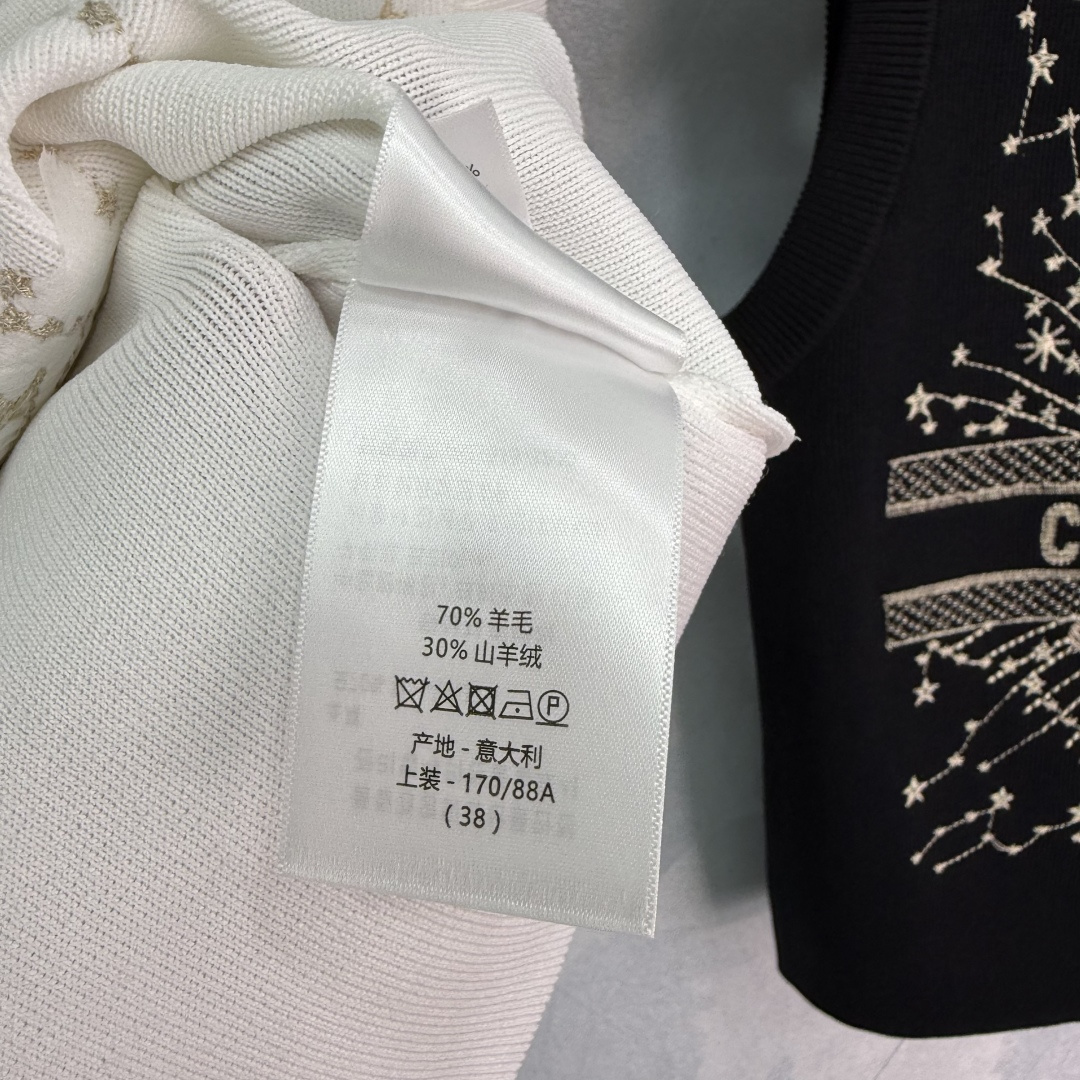 70% 羊毛
30% 山羊绒
P
产地 - 意大利
上装 - 170/88A
( 38 )
C